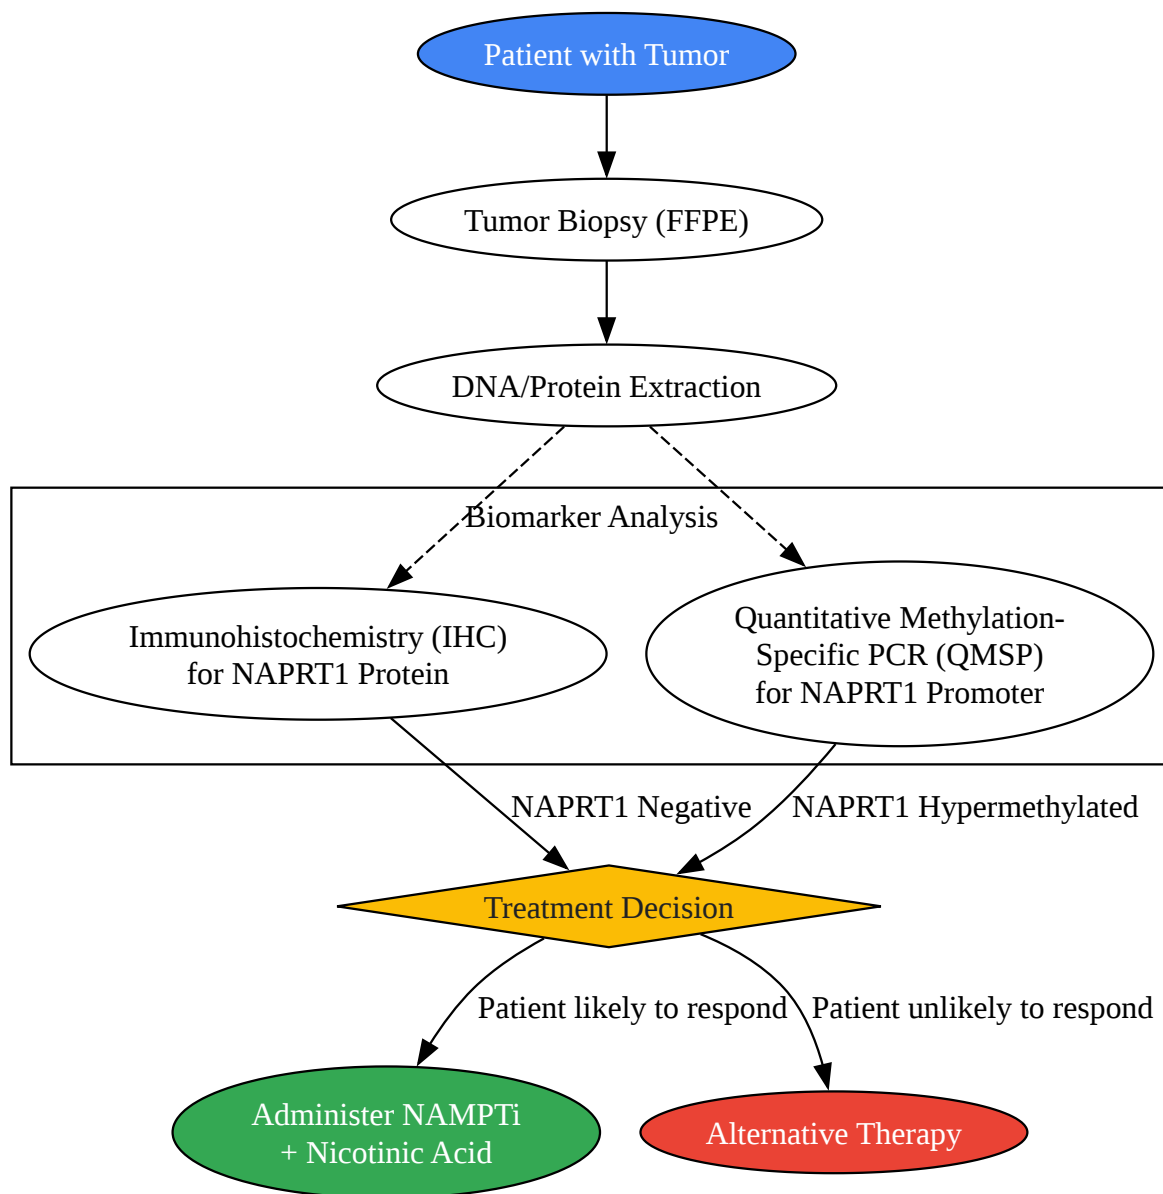 Patient with Tumor
Tumor Biopsy (FFPE)
DNA/Protein Extraction
Biomarker Analysis
Immunohistochemistry (IHC)
for NAPRT1 Protein
Quantitative Methylation-
Specific PCR (QMSP)
for NAPRT1 Promoter
NAPRT1 Negative
NAPRT1 Hypermethylated
Treatment Decision
Patient likely to respond
Patient unlikely to respond
Administer NAMPTi
+ Nicotinic Acid
Alternative Therapy